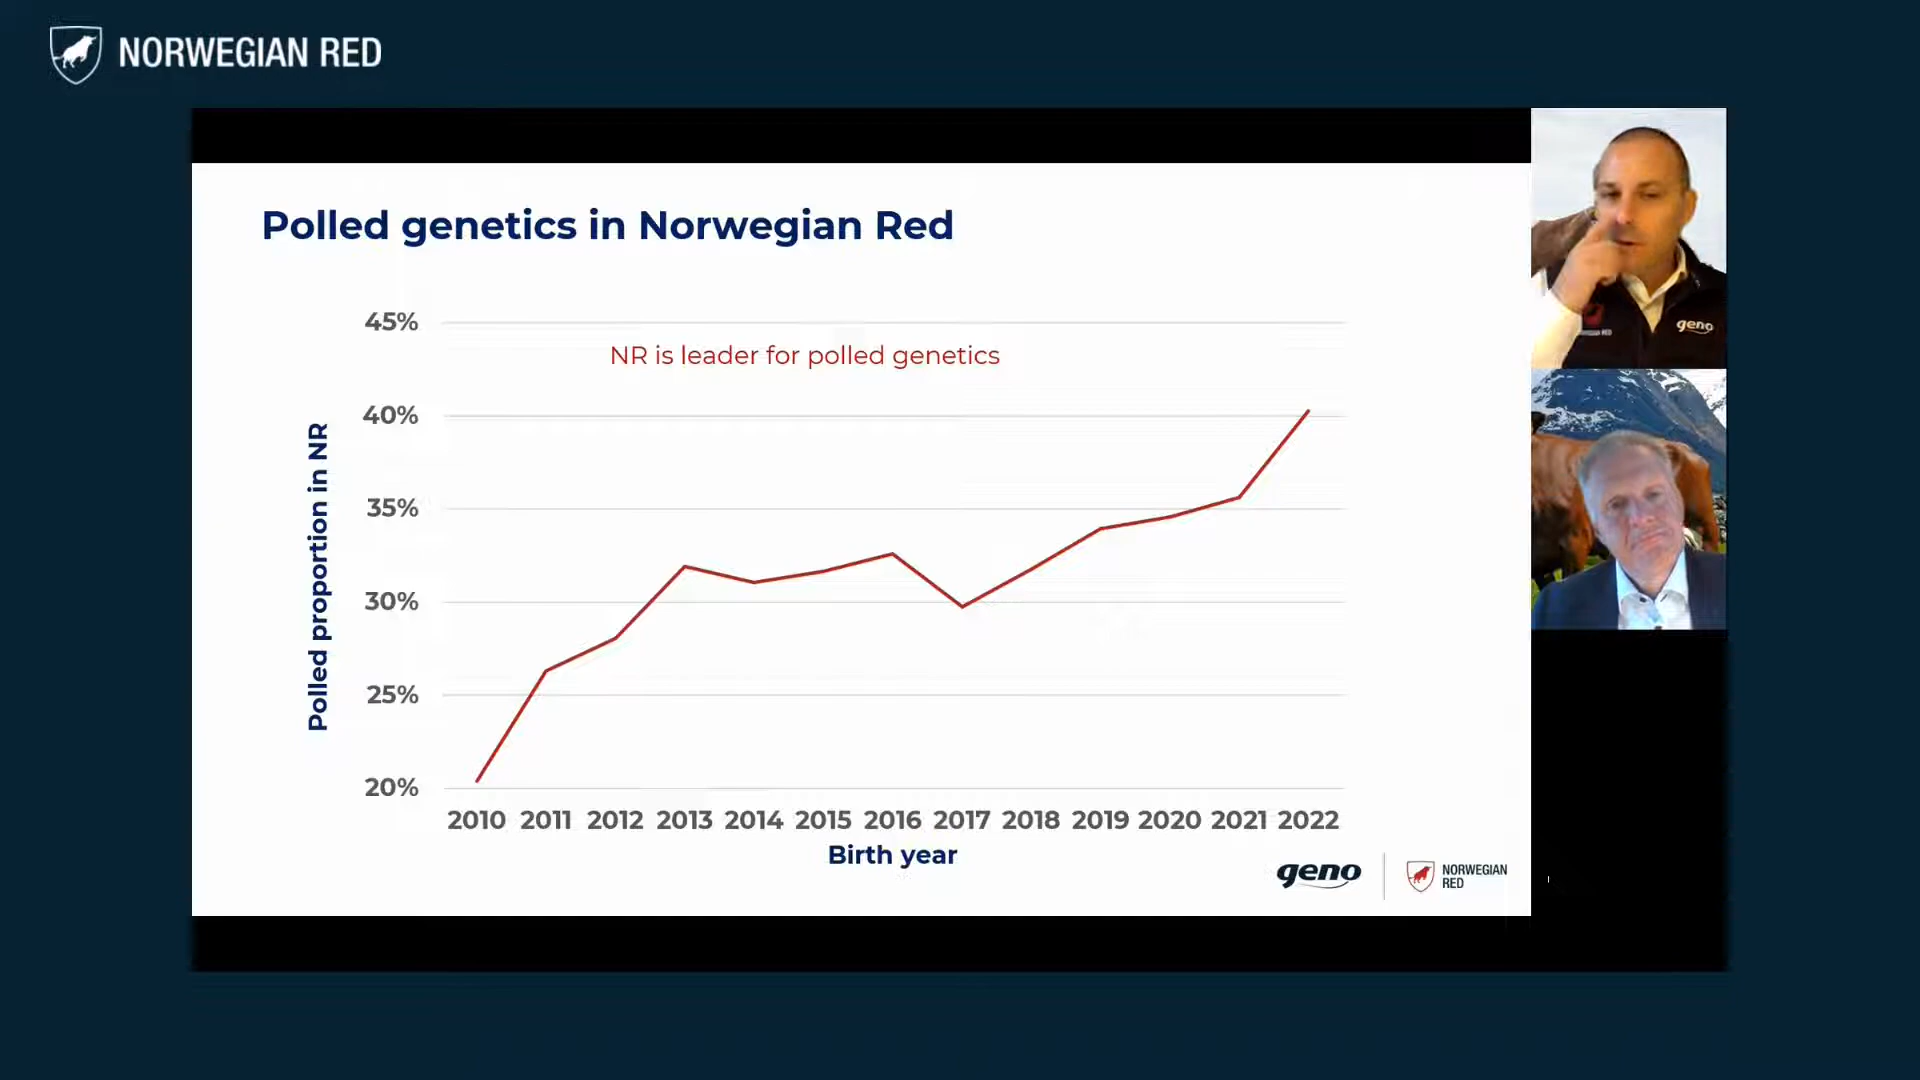 NORWEGIAN RED
Polled genetics in Norwegian Red
NR is leader for polled genetics
Polled proportion in NR
45%
40%
35%
30%
25%
20%
2010 2011 2012 2013 2014 2015 2016 2017 2018 2019 2020 2021 2022
Birth year
geno
NORWEGIAN
RED
geno